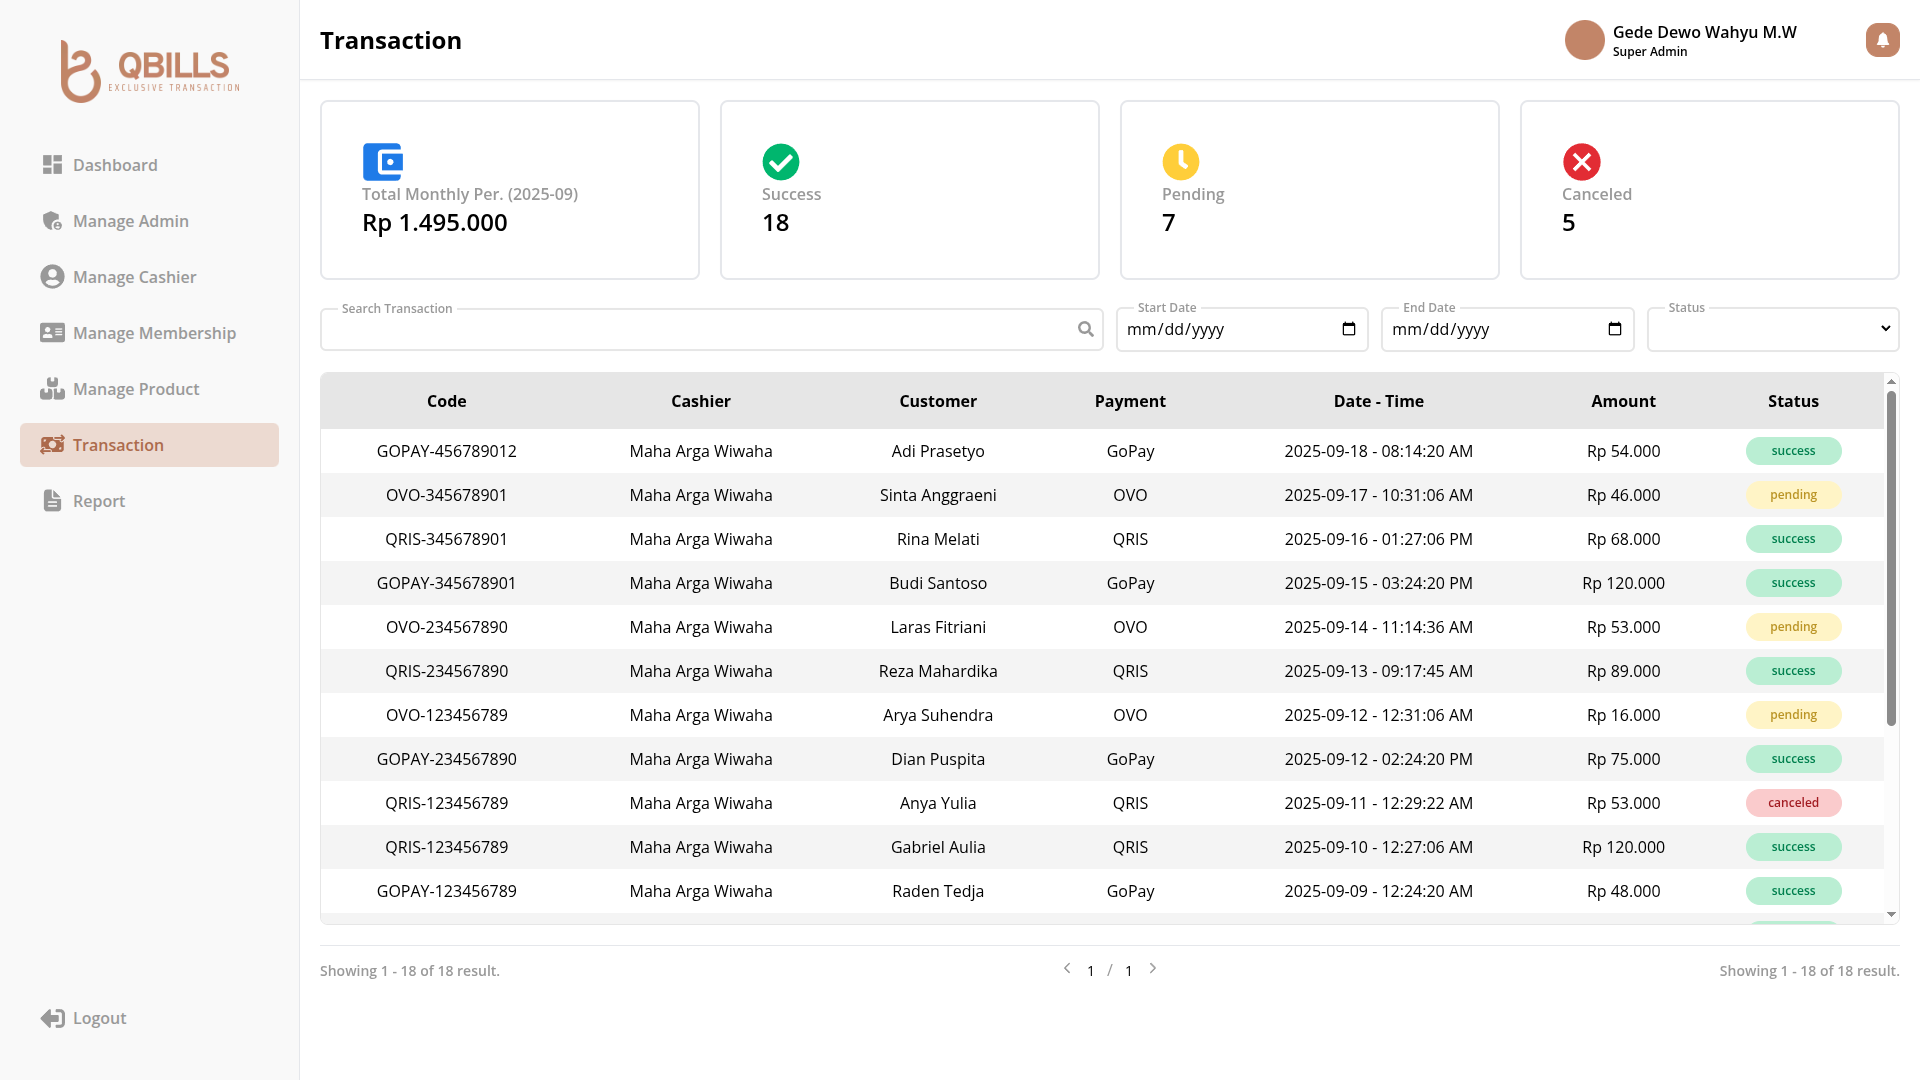 QBILLS
EXCLUSIVE TRANSACTION
Dashboard
Manage Admin
Manage Cashier
Manage Membership
Manage Product
Transaction
Report
Logout
Transaction
Gede Dewo Wahyu M.W
Super Admin
Total Monthly Per. (2025-09)
Rp 1.495.000
Success
18
Pending
7
Canceled
5
Search Transaction
Start Date
mm/dd/yyyy
End Date
mm/dd/yyyy
Status
Code Cashier Customer Payment Date - Time Amount Status
GOPAY-456789012 Maha Arga Wiwaha Adi Prasetyo GoPay 2025-09-18 - 08:14:20 AM Rp 54.000 success
OVO-345678901 Maha Arga Wiwaha Sinta Anggraeni OVO 2025-09-17 - 10:31:06 AM Rp 46.000 pending
QRIS-345678901 Maha Arga Wiwaha Rina Melati QRIS 2025-09-16 - 01:27:06 PM Rp 68.000 success
GOPAY-345678901 Maha Arga Wiwaha Budi Santoso GoPay 2025-09-15 - 03:24:20 PM Rp 120.000 success
OVO-234567890 Maha Arga Wiwaha Laras Fitriani OVO 2025-09-14 - 11:14:36 AM Rp 53.000 pending
QRIS-234567890 Maha Arga Wiwaha Reza Mahardika QRIS 2025-09-13 - 09:17:45 AM Rp 89.000 success
OVO-123456789 Maha Arga Wiwaha Arya Suhendra OVO 2025-09-12 - 12:31:06 AM Rp 16.000 pending
GOPAY-234567890 Maha Arga Wiwaha Dian Puspita GoPay 2025-09-12 - 02:24:20 PM Rp 75.000 success
QRIS-123456789 Maha Arga Wiwaha Anya Yulia QRIS 2025-09-11 - 12:29:22 AM Rp 53.000 canceled
QRIS-123456789 Maha Arga Wiwaha Gabriel Aulia QRIS 2025-09-10 - 12:27:06 AM Rp 120.000 success
GOPAY-123456789 Maha Arga Wiwaha Raden Tedja GoPay 2025-09-09 - 12:24:20 AM Rp 48.000 success
Showing 1 - 18 of 18 result.
1 / 1
Showing 1 - 18 of 18 result.